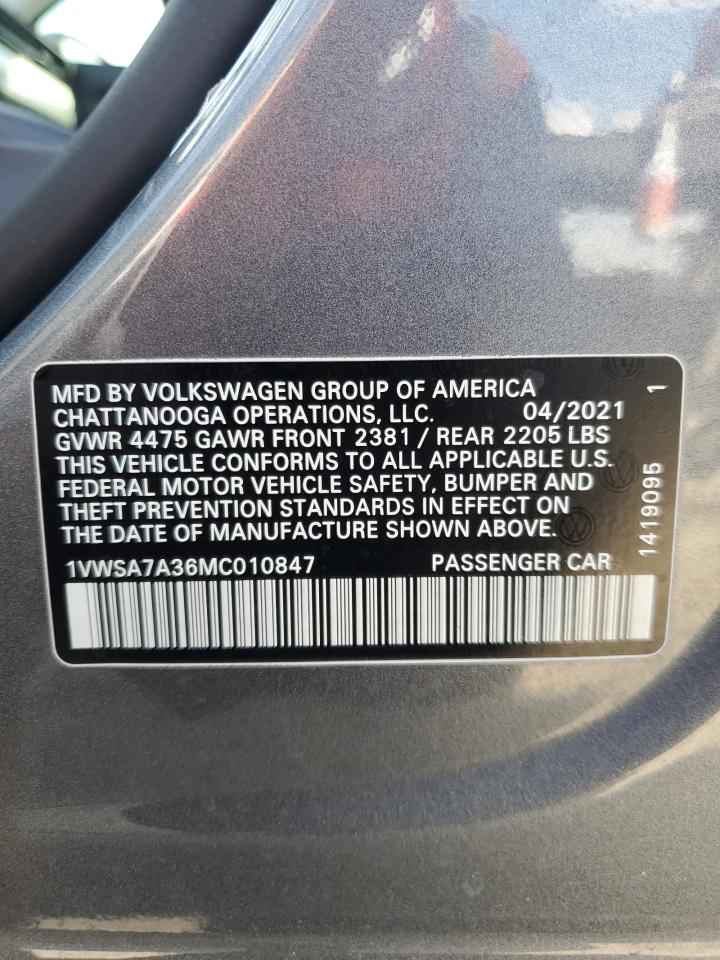 MFD BY VOLKSWAGEN GROUP OF AMERICA
CHATTANOOGA OPERATIONS, LLC. 04/2021
GVWR 4475 GAWR FRONT 2381 / REAR 2205 LBS
THIS VEHICLE CONFORMS TO ALL APPLICABLE U.S.
FEDERAL MOTOR VEHICLE SAFETY, BUMPER AND
THEFT PREVENTION STANDARDS IN EFFECT ON
THE DATE OF MANUFACTURE SHOWN ABOVE.
1VWSA7A36MC010847 PASSENGER CAR
1419095 1